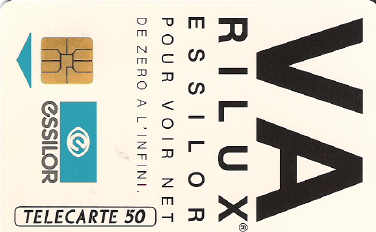 VA
RILUX®
ESSILOR
POUR VOIR NET
DE ZERO A L'INFINI.
essilor
TELECARTE 50